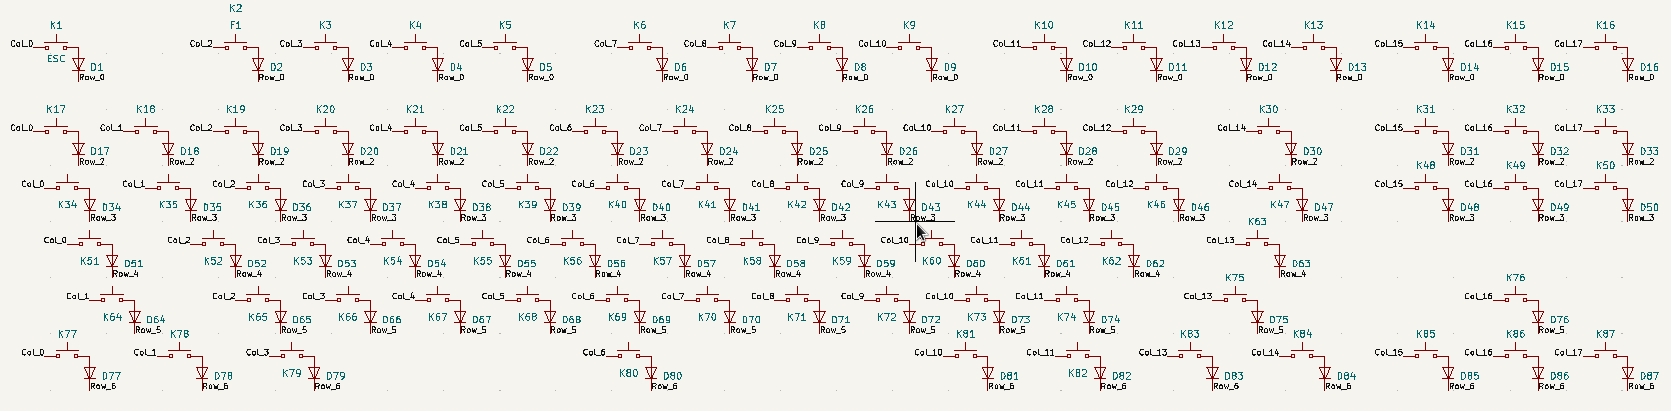 K2
K1 F1 K3 K4 K5 K6 K7 K8 K9 K10 K11 K12 K13 K14 K15 K16
Col_0 Col_2 Col_3 Col_4 Col_5 Col_7 Col_8 Col_9 Col_10 Col_11 Col_12 Col_13 Col_14 Col_15 Col_16 Col_17
ESC
D1 D2 D3 D4 D5 D6 D7 D8 D9 D10 D11 D12 D13 D14 D15 D16
Row_0 Row_0 Row_0 Row_0 Row_0 Row_0 Row_0 Row_0 Row_0 Row_0 Row_0 Row_0 Row_0 Row_0 Row_0 Row_0
K17 K18 K19 K20 K21 K22 K23 K24 K25 K26 K27 K28 K29 K30 K31 K32 K33
Col_0 Col_1 Col_2 Col_3 Col_4 Col_5 Col_6 Col_7 Col_8 Col_9 Col_10 Col_11 Col_12 Col_14 Col_15 Col_16 Col_17
D17 D18 D19 D20 D21 D22 D23 D24 D25 D26 D27 D28 D29 D30 D31 D32 D33
Row_2 Row_2 Row_2 Row_2 Row_2 Row_2 Row_2 Row_2 Row_2 Row_2 Row_2 Row_2 Row_2 Row_2 Row_2 Row_2 Row_2
K48 K49 K50
Col_0 Col_1 Col_2 Col_3 Col_4 Col_5 Col_6 Col_7 Col_8 Col_9 Col_10 Col_11 Col_12 Col_14 Col_15 Col_16 Col_17
K34 D34 K35 D35 K36 D36 K37 D37 K38 D38 K39 D39 K40 D40 K41 D41 K42 D42 K43 D43 K44 D44 K45 D45 K46 D46 K47 D47 D48 D49 D50
Row_3 Row_3 Row_3 Row_3 Row_3 Row_3 Row_3 Row_3 Row_3 Row_3 Row_3 Row_3 Row_3 Row_3 Row_3 Row_3 Row_3
K63
Col_0 Col_2 Col_3 Col_4 Col_5 Col_6 Col_7 Col_8 Col_9 Col_10 Col_11 Col_12 Col_13
K51 D51 K52 D52 K53 D53 K54 D54 K55 D55 K56 D56 K57 D57 K58 D58 K59 D59 K60 D60 K61 D61 K62 D62 D63
Row_4 Row_4 Row_4 Row_4 Row_4 Row_4 Row_4 Row_4 Row_4 Row_4 Row_4 Row_4 Row_4
K75 K76
Col_1 Col_2 Col_3 Col_4 Col_5 Col_6 Col_7 Col_8 Col_9 Col_10 Col_11 Col_13 Col_16
K64 D64 K65 D65 K66 D66 K67 D67 K68 D68 K69 D69 K70 D70 K71 D71 K72 D72 K73 D73 K74 D74 D75 D76
Row_5 Row_5 Row_5 Row_5 Row_5 Row_5 Row_5 Row_5 Row_5 Row_5 Row_5 Row_5 Row_5
K77 K78 K81 K83 K84 K85 K86 K87
Col_0 Col_1 Col_3 Col_6 Col_10 Col_11 Col_13 Col_14 Col_15 Col_16 Col_17
D77 D78 K79 D79 K80 D80 D81 K82 D82 D83 D84 D85 D86 D87
Row_6 Row_6 Row_6 Row_6 Row_6 Row_6 Row_6 Row_6 Row_6 Row_6 Row_6